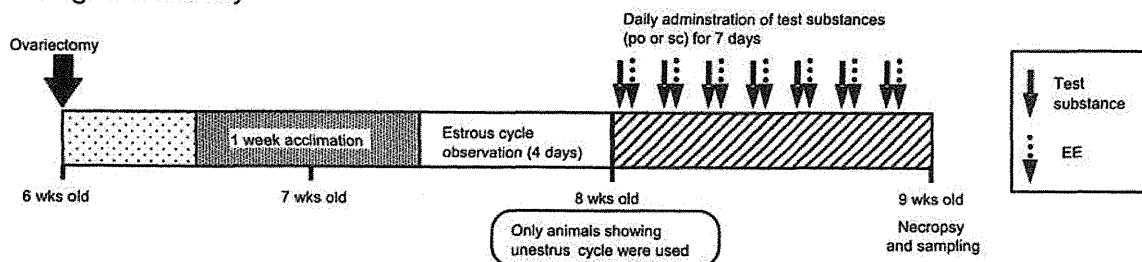 Daily adminstration of test substances
(po or sc) for 7 days
Ovariectomy
Test
substance
EE
1 week acclimation
Estrous cycle
observation (4 days)
6 wks old
7 wks old
8 wks old
9 wks old
Only animals showing
unestrus cycle were used
Necropsy
and sampling